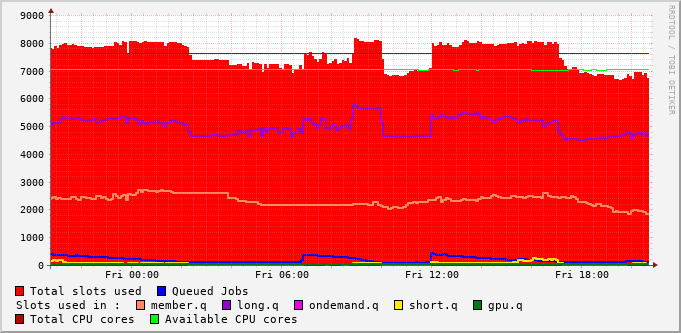 RRDTOOL / TOBI OETIKER
9000
8000
7000
6000
5000
4000
3000
2000
1000
0
Fri 00:00 Fri 06:00 Fri 12:00 Fri 18:00
Total slots used Queued Jobs
Slots used in : member.q long.q ondemand.q short.q gpu.q
Total CPU cores Available CPU cores